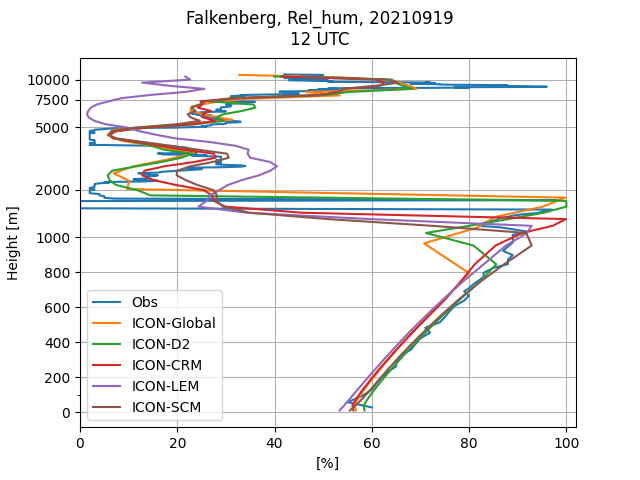 Falkenberg, Rel_hum, 20210919
12 UTC
10000
7500
5000
2000
1000
800
600
400
200
0
Height [m]
Obs
ICON-Global
ICON-D2
ICON-CRM
ICON-LEM
ICON-SCM
0 20 40 60 80 100
[%]